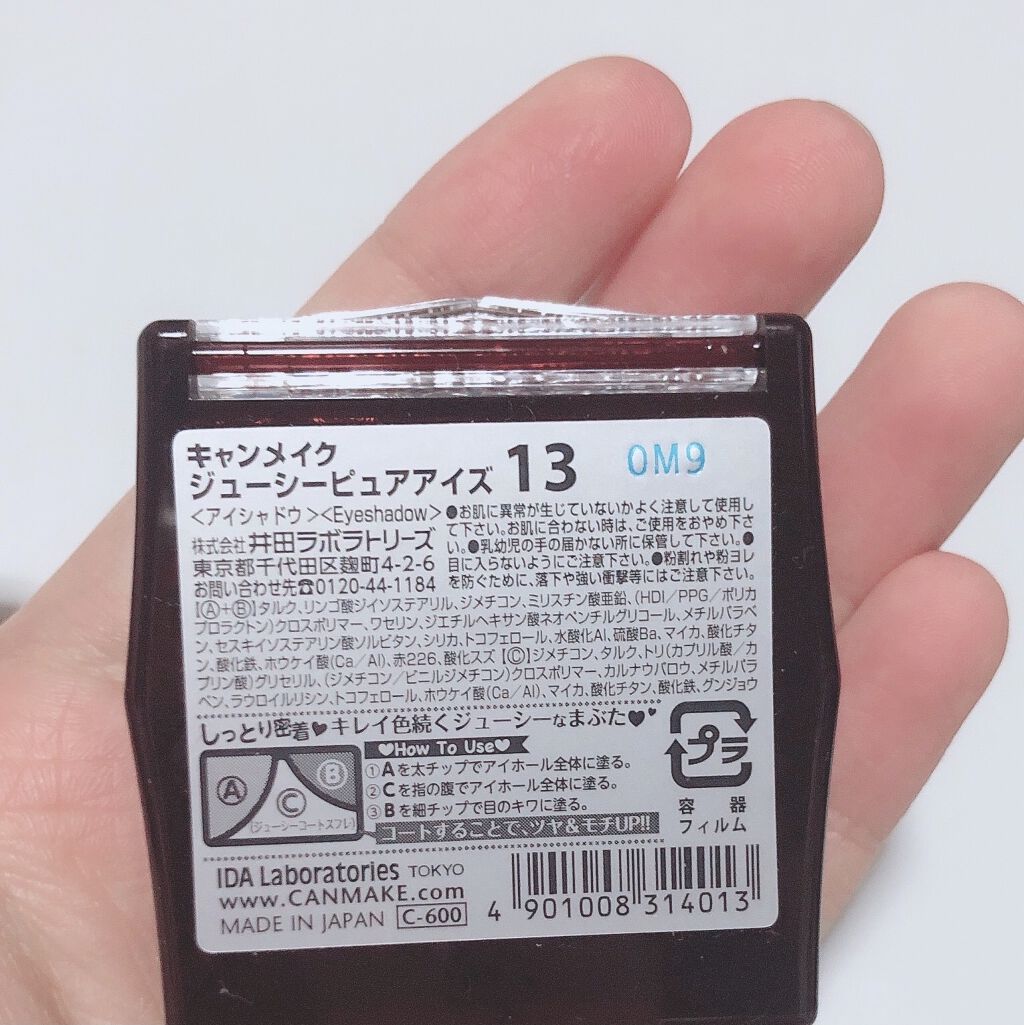 キャンメイク
ジューシーピュアアイズ 13 0M9
＜アイシャドウ＞＜Eyeshadow＞
株式会社 井田ラボラトリーズ
東京都千代田区麹町4-2-6
お問い合わせ先☎0120-44-1184
●お肌に異常が生じていないかよく注意して使用し
て下さい。お肌に合わない時は、ご使用をおやめ下さ
い。●乳幼児の手の届かない所に保管して下さい。●
目に入らないようにご注意下さい。●粉割れや粉ヨレ
を防ぐために、落下や強い衝撃等にはご注意下さい。
【Ⓐ+Ⓑ】タルク、リンゴ酸ジイソステアリル、ジメチコン、ミリスチン酸亜鉛、(HDI／PPG／ポリカ
プロラクトン)クロスポリマー、ワセリン、ジエチルヘキサン酸ネオペンチルグリコール、メチルパラベ
ン、セスキイソステアリン酸ソルビタン、シリカ、トコフェロール、水酸化Al、硫酸Ba、マイカ、酸化チタ
ン、酸化鉄、ホウケイ酸(Ca／Al)、赤226、酸化スズ 【Ⓒ】ジメチコン、タルク、トリ(カプリル酸／カ
プリン酸)グリセリル、(ジメチコン／ビニルジメチコン)クロスポリマー、カルナウバロウ、メチルパラ
ベン、ラウロイルリシン、トコフェロール、ホウケイ酸(Ca／Al)、マイカ、酸化チタン、酸化鉄、グンジョウ
しっとり密着♥キレイ色続くジューシーなまぶた♥♥
Ⓐ
Ⓑ
Ⓒ
(ジューシーコートスフレ)
♥How To Use♥
①Aを太チップでアイホール全体に塗る。
②Cを指の腹でアイホール全体に塗る。
③Bを細チップで目のキワに塗る。
コートすることで、ツヤ&モチUP!!
プラ
容器
フィルム
IDA Laboratories TOKYO
www.CANMAKE.com
MADE IN JAPAN C-600
4 901008 314013